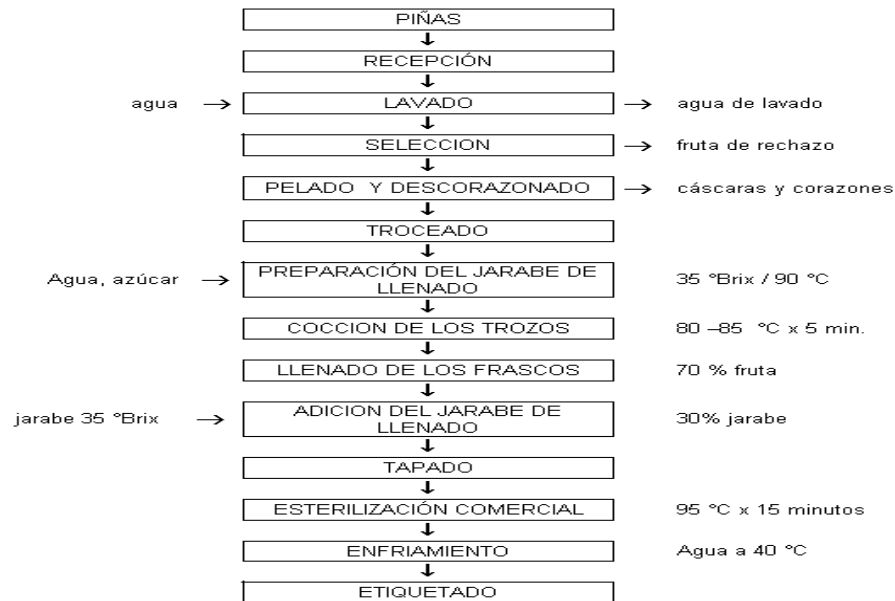 PIÑAS
RECEPCIÓN
agua → LAVADO → agua de lavado
SELECCION → fruta de rechazo
PELADO Y DESCORAZONADO → cáscaras y corazones
TROCEADO
Agua, azúcar → PREPARACIÓN DEL JARABE DE 35 °Brix / 90 °C
LLENADO
COCCION DE LOS TROZOS 80 –85 °C x 5 min.
LLENADO DE LOS FRASCOS 70 % fruta
jarabe 35 °Brix → ADICION DEL JARABE DE 30% jarabe
LLENADO
TAPADO
ESTERILIZACIÓN COMERCIAL 95 °C x 15 minutos
ENFRIAMIENTO Agua a 40 °C
ETIQUETADO